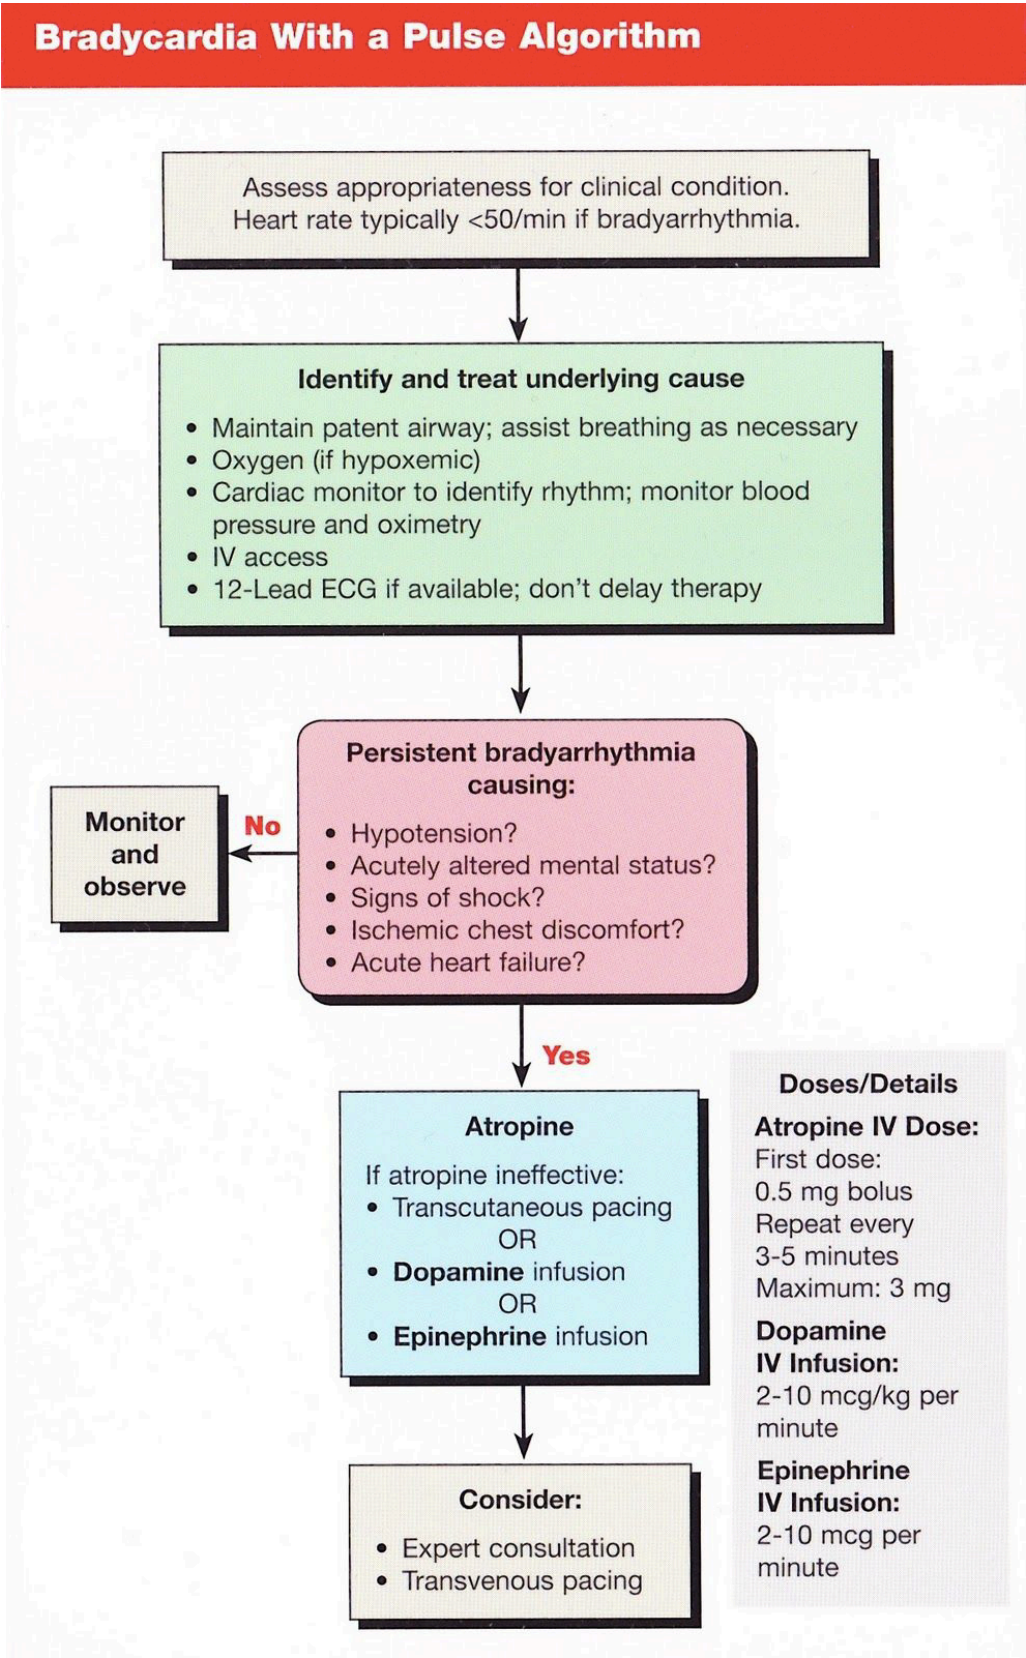 Bradycardia With a Pulse Algorithm
Assess appropriateness for clinical condition.
Heart rate typically <50/min if bradyarrhythmia.
Identify and treat underlying cause
• Maintain patent airway; assist breathing as necessary
• Oxygen (if hypoxemic)
• Cardiac monitor to identify rhythm; monitor blood
pressure and oximetry
• IV access
• 12-Lead ECG if available; don't delay therapy
Persistent bradyarrhythmia
causing:
• Hypotension?
• Acutely altered mental status?
• Signs of shock?
• Ischemic chest discomfort?
• Acute heart failure?
No
Monitor
and
observe
Yes
Atropine
If atropine ineffective:
• Transcutaneous pacing
OR
• Dopamine infusion
OR
• Epinephrine infusion
Doses/Details
Atropine IV Dose:
First dose:
0.5 mg bolus
Repeat every
3-5 minutes
Maximum: 3 mg
Dopamine
IV Infusion:
2-10 mcg/kg per
minute
Epinephrine
IV Infusion:
2-10 mcg per
minute
Consider:
• Expert consultation
• Transvenous pacing